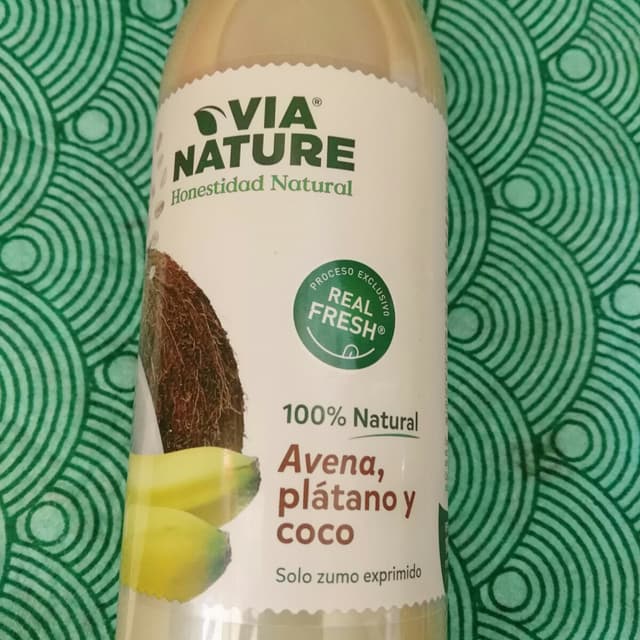 VIA®
NATURE
Honestidad Natural
PROCESO EXCLUSIVO
REAL
FRESH®
100% Natural
Avena,
plátano y
coco
Solo zumo exprimido